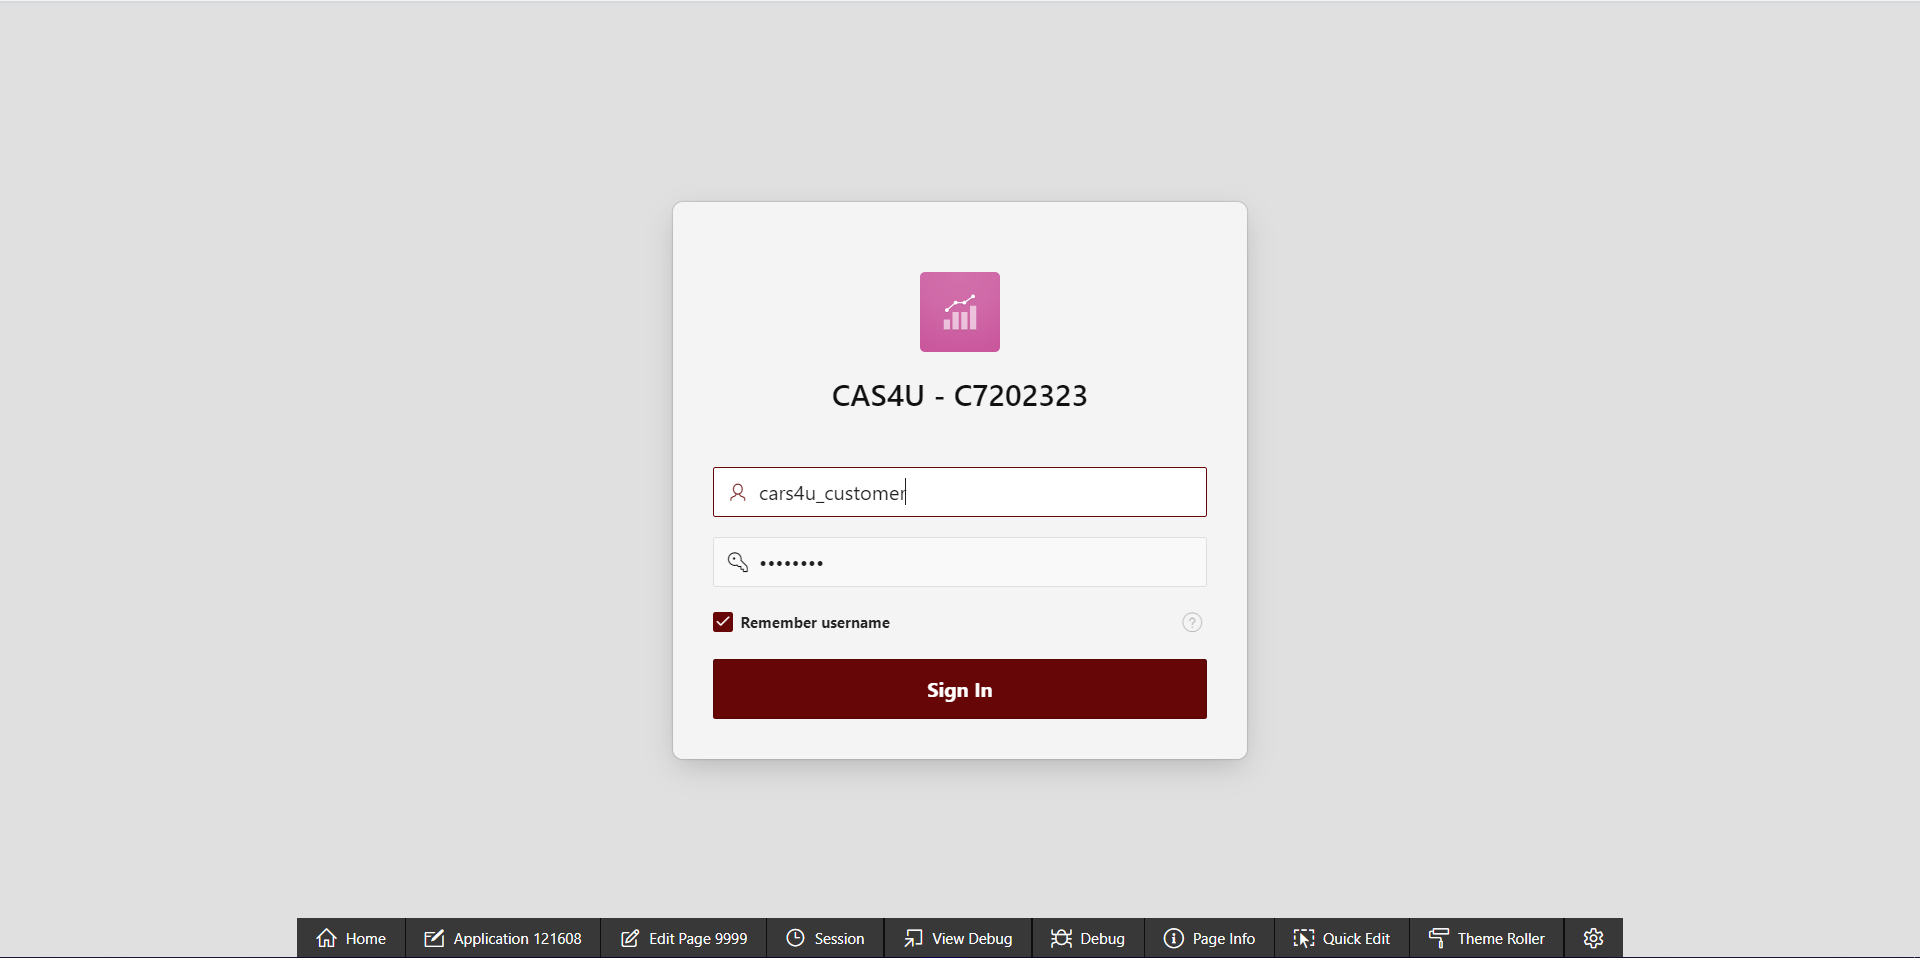 CAS4U - C7202323
cars4u_customer
••••••••
Remember username
?
Sign In
Home Application 121608 Edit Page 9999 Session View Debug Debug Page Info Quick Edit Theme Roller